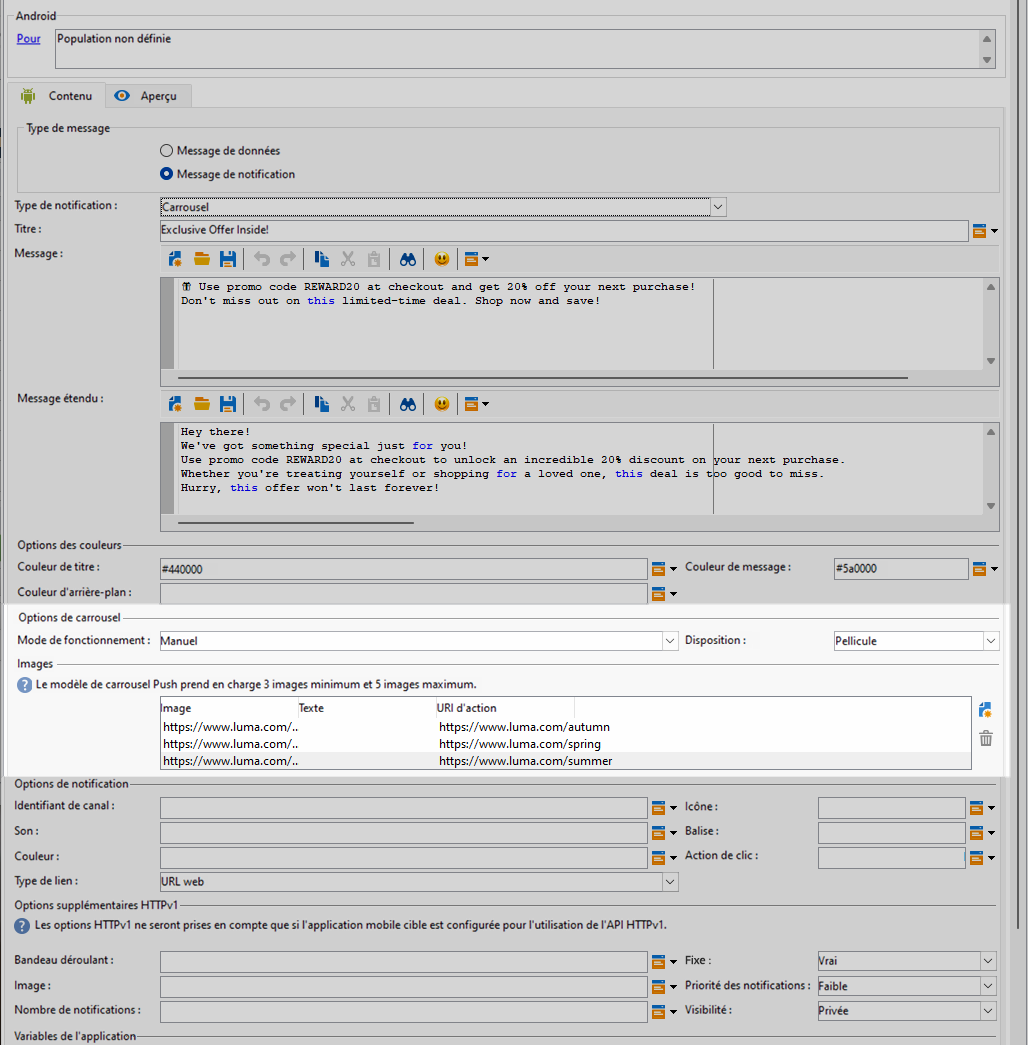 Android
Pour Population non définie
Contenu Aperçu
Type de message
Message de données
Message de notification
Type de notification : Carrousel
Titre : Exclusive Offer Inside!
Message :
Use promo code REWARD20 at checkout and get 20% off your next purchase!
Don't miss out on this limited-time deal. Shop now and save!
Message étendu :
Hey there!
We've got something special just for you!
Use promo code REWARD20 at checkout to unlock an incredible 20% discount on your next purchase.
Whether you're treating yourself or shopping for a loved one, this deal is too good to miss.
Hurry, this offer won't last forever!
Options des couleurs
Couleur de titre : #440000 Couleur de message : #5a0000
Couleur d'arrière-plan :
Options de carrousel
Mode de fonctionnement : Manuel Disposition : Pellicule
Images
? Le modèle de carrousel Push prend en charge 3 images minimum et 5 images maximum.
Image Texte URI d'action
https://www.luma.com/.. https://www.luma.com/autumn
https://www.luma.com/.. https://www.luma.com/spring
https://www.luma.com/.. https://www.luma.com/summer
Options de notification
Identifiant de canal : Icône :
Son : Balise :
Couleur : Action de clic :
Type de lien : URL web
Options supplémentaires HTTPv1
? Les options HTTPv1 ne seront prises en compte que si l'application mobile cible est configurée pour l'utilisation de l'API HTTPv1.
Bandeau déroulant : Fixe : Vrai
Image : Priorité des notifications : Faible
Nombre de notifications : Visibilité : Privée
Variables de l'application